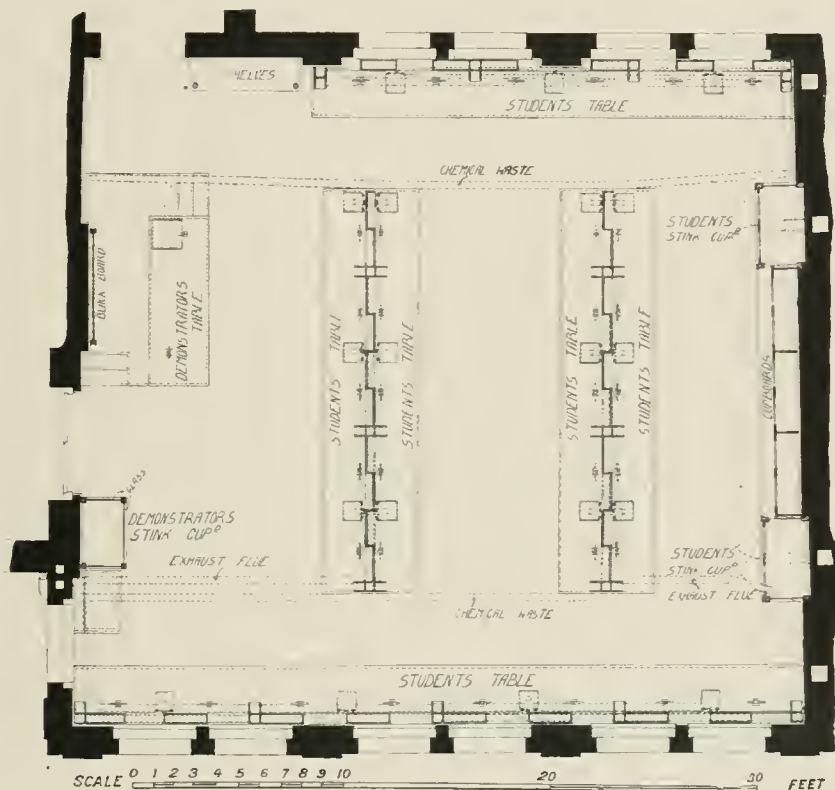 HELVES
STUDENTS TABLE
CHEMICAL WASTE
STUDENTS
STINK CUPD
BLACK BOARD
DEMONSTRATORS
TABLE
STUDENTS TABLE
STUDENTS TABLE
STUDENTS TABLE
STUDENTS TABLE
CUPBOARDS
GLASS
DEMONSTRATORS
STINK CUPD
EXHAUST FLUE
STUDENTS
STINK CUPD
&
EXHAUST FLUE
CHEMICAL WASTE
STUDENTS TABLE
SCALE 0 1 2 3 4 5 6 7 8 9 10 20 30 FEET